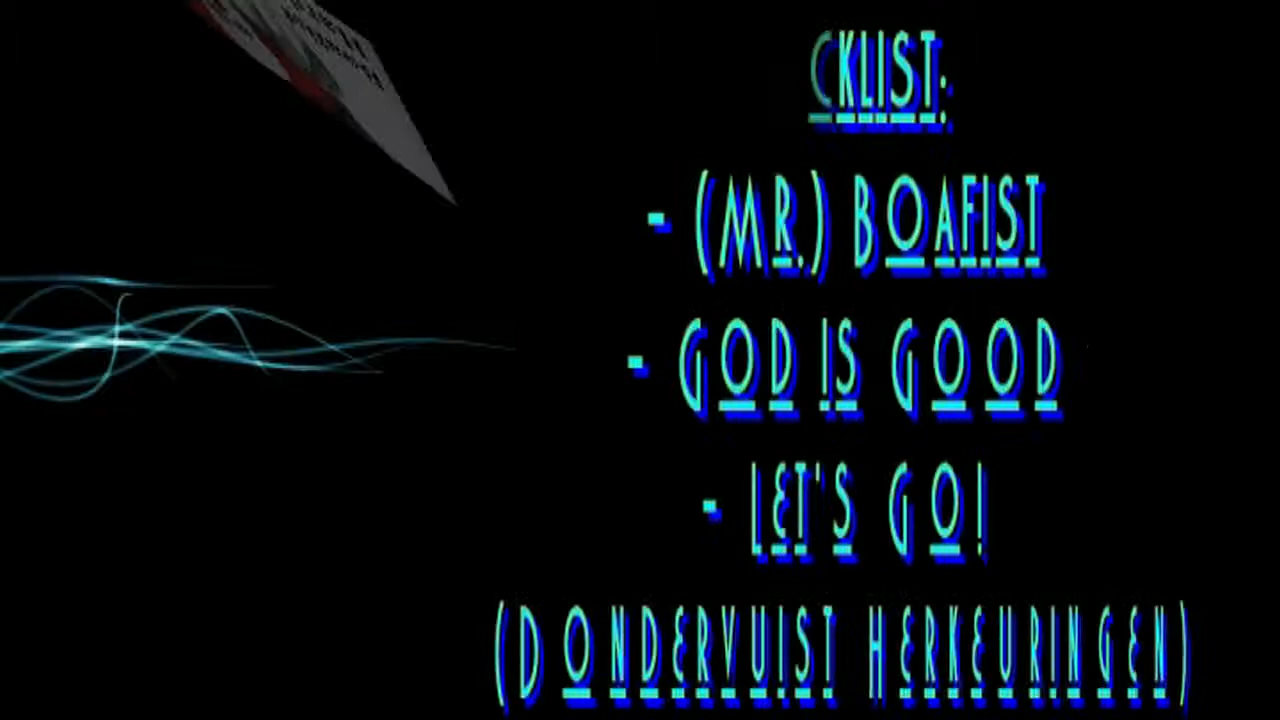 CKLIST:
- (MR.) BOAFIST
- GOD IS GOOD
- LET'S GO!
(DONDERVUIST HERKEURINGEN)